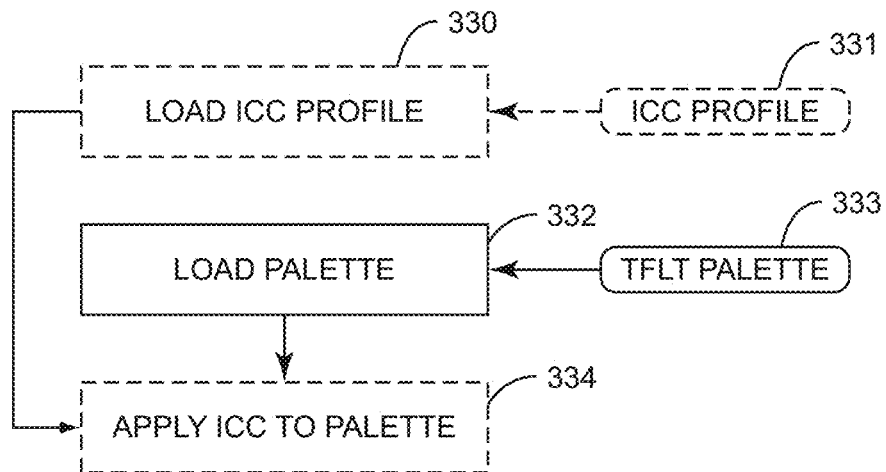 330
331
LOAD ICC PROFILE
ICC PROFILE
332
333
LOAD PALETTE
TFLT PALETTE
334
APPLY ICC TO PALETTE